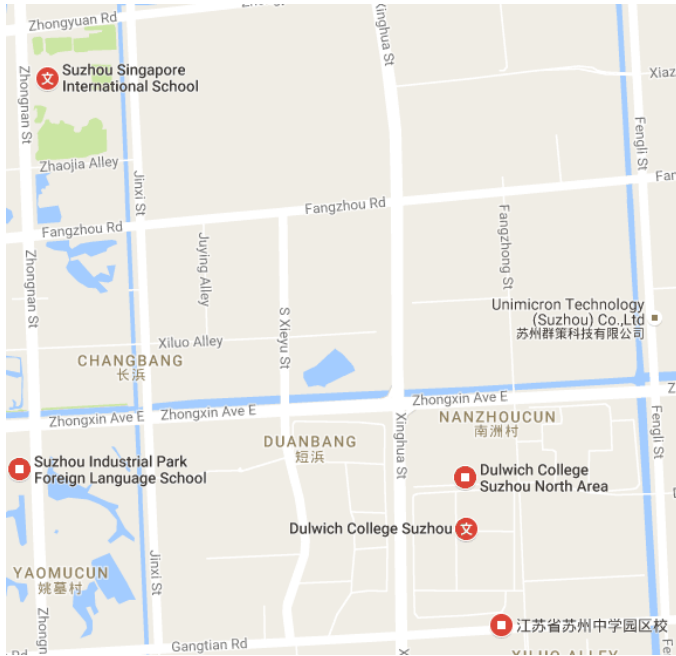 Zhongyuan Rd
Xinghua St
Suzhou Singapore
International School
Zhongnan St
Xiaz
Fengli St
Zhaojia Alley
Jinxi St
Fan
Fangzhou Rd
Fangzhou Rd
Fangzhong St
Juying Alley
Zhongnan St
Unimicron Technology
(Suzhou) Co.,Ltd
苏州群策科技有限公司
S Xieyu St
Xiluo Alley
CHANGBANG
长浜
Zhongxin Ave E
Zhongxin Ave E
Zhongxin Ave E
NANZHOUCUN
南洲村
Fengli St
Xinghua St
DUANBANG
短浜
Suzhou Industrial Park
Foreign Language School
Dulwich College
Suzhou North Area
Dulwich College Suzhou
文
文
Jinxi St
YAOMUCUN
姚墓村
Zhongn
江苏省苏州中学园区校
Gangtian Rd